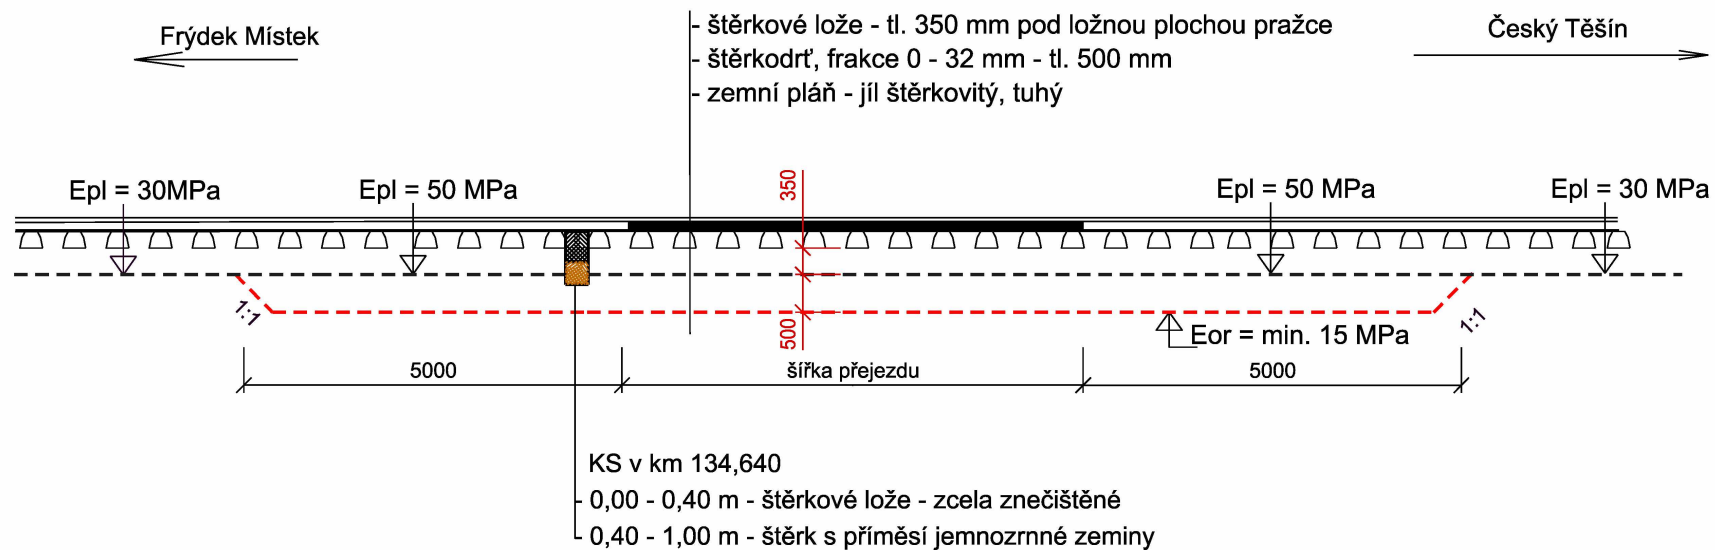 Frýdek Místek
- štěrkové lože - tl. 350 mm pod ložnou plochou pražce
- štěrkodrť, frakce 0 - 32 mm - tl. 500 mm
- zemní pláň - jíl štěrkovitý, tuhý
Český Těšín
Epl = 30MPa
Epl = 50 MPa
350
Epl = 50 MPa
Epl = 30 MPa
1:1
500
Eor = min. 15 MPa
1:1
5000
šířka přejezdu
5000
KS v km 134,640
- 0,00 - 0,40 m - štěrkové lože - zcela znečištěné
- 0,40 - 1,00 m - štěrk s příměsí jemnozrnné zeminy